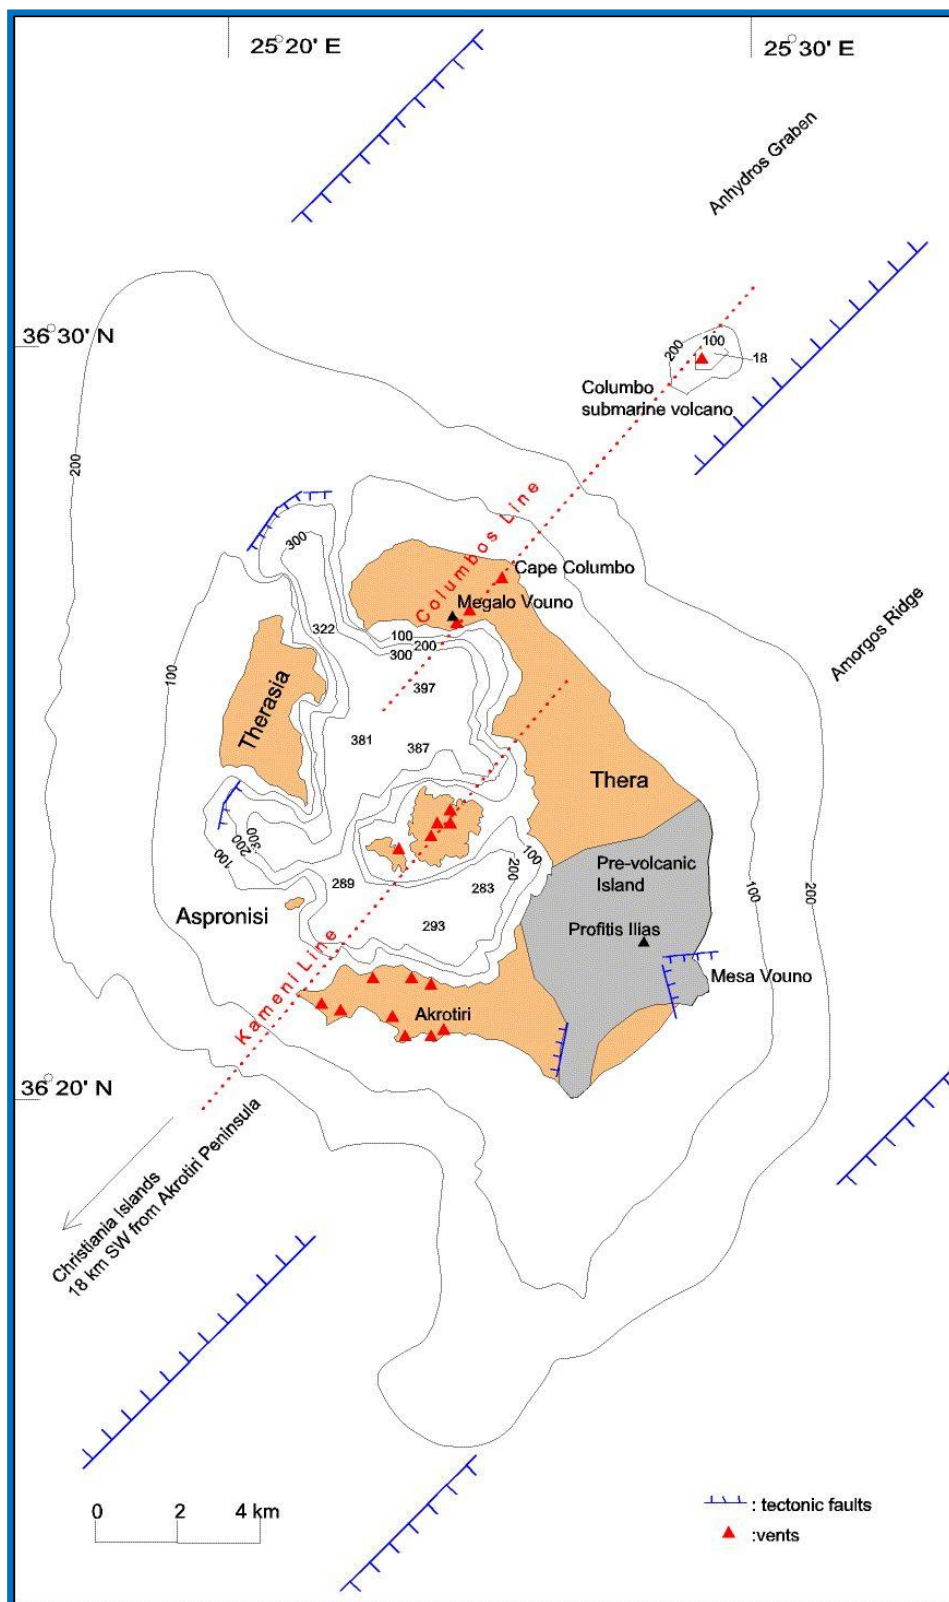 25° 20' E
25° 30' E
Anhydros Graben
36° 30' N
200
100
18
Columbo
submarine volcano
200
300
Columbos Line
Cape Columbo
Megalo Vouno
322
100
200
300
Amorgos Ridge
100
397
Therasia
381
387
Thera
300
200
100
100
200
289
283
Pre-volcanic
Island
100
200
Aspronisi
293
Profitis Ilias
Kameni Line
Mesa Vouno
Akrotiri
36° 20' N
Christiania Islands
18 km SW from Akrotiri Peninsula
0 2 4 km
: tectonic faults
:vents